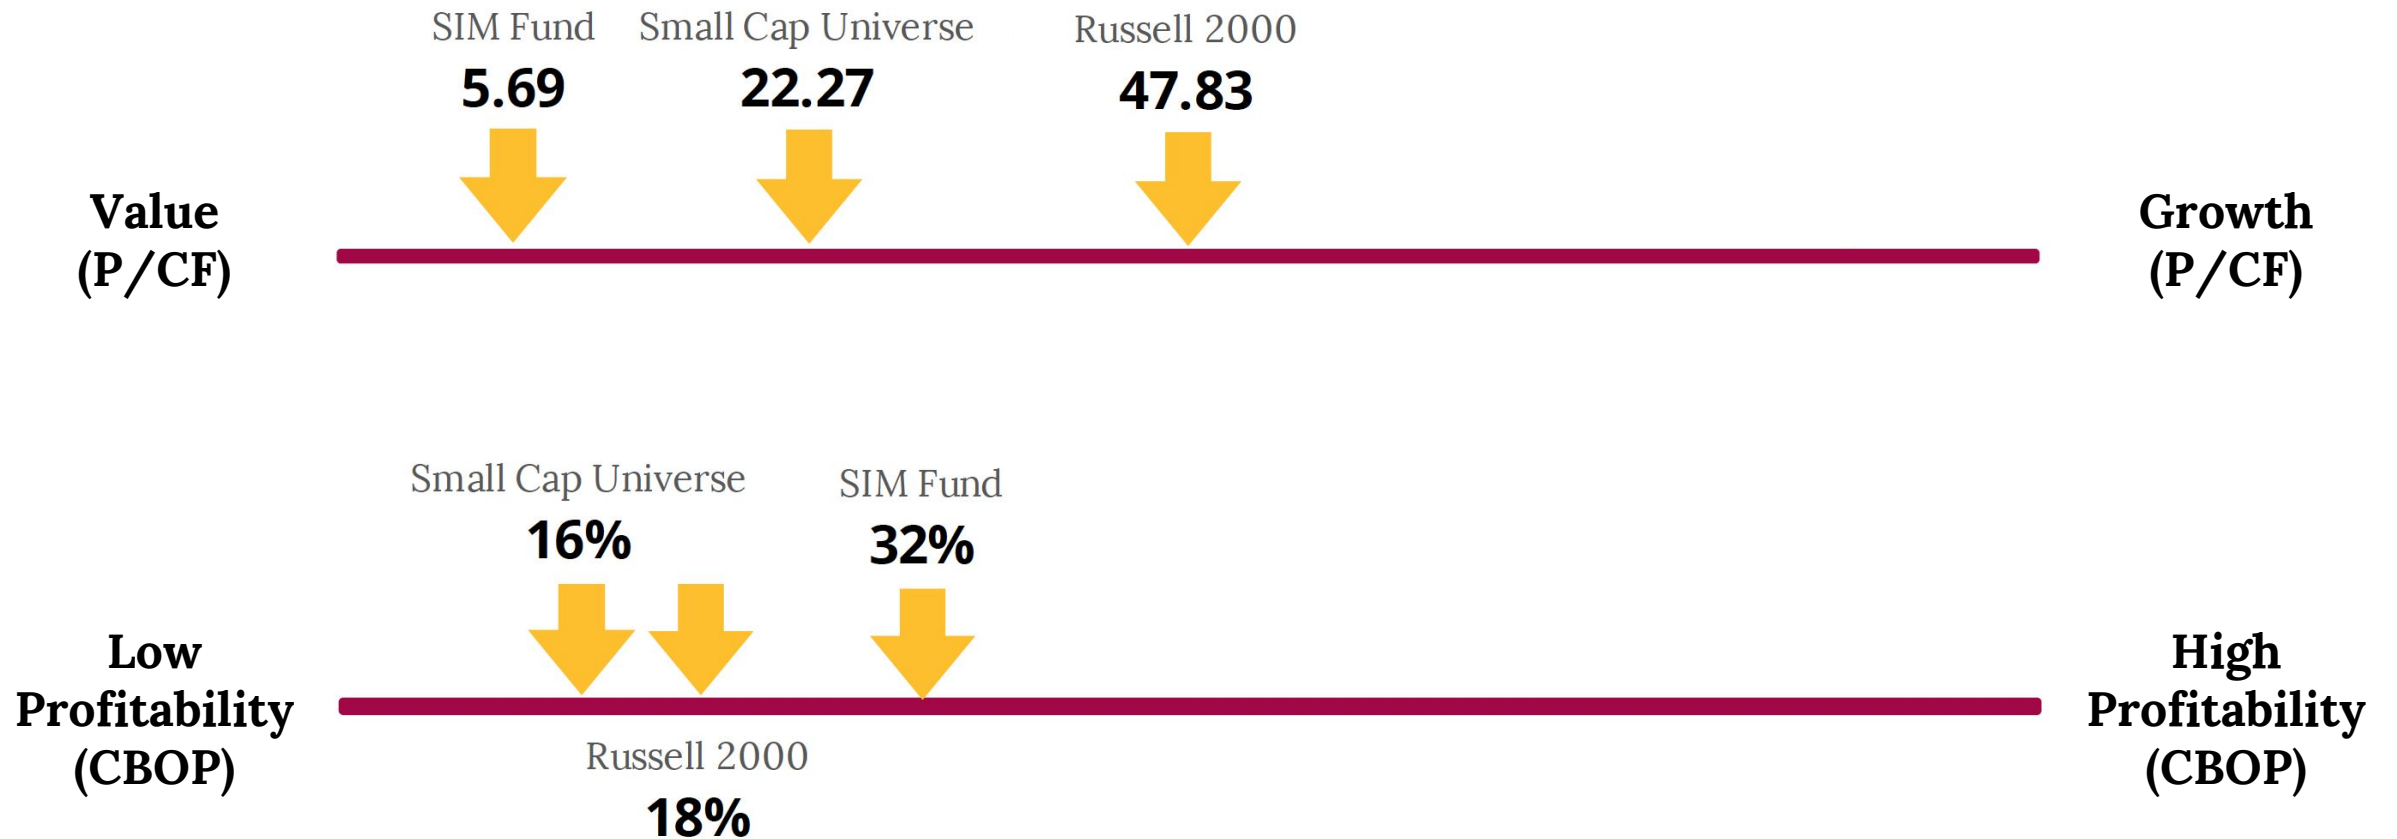 SIM Fund
5.69
Small Cap Universe
22.27
Russell 2000
47.83
Value
(P/CF)
Growth
(P/CF)
Small Cap Universe
16%
SIM Fund
32%
Low
Profitability
(CBOP)
High
Profitability
(CBOP)
Russell 2000
18%